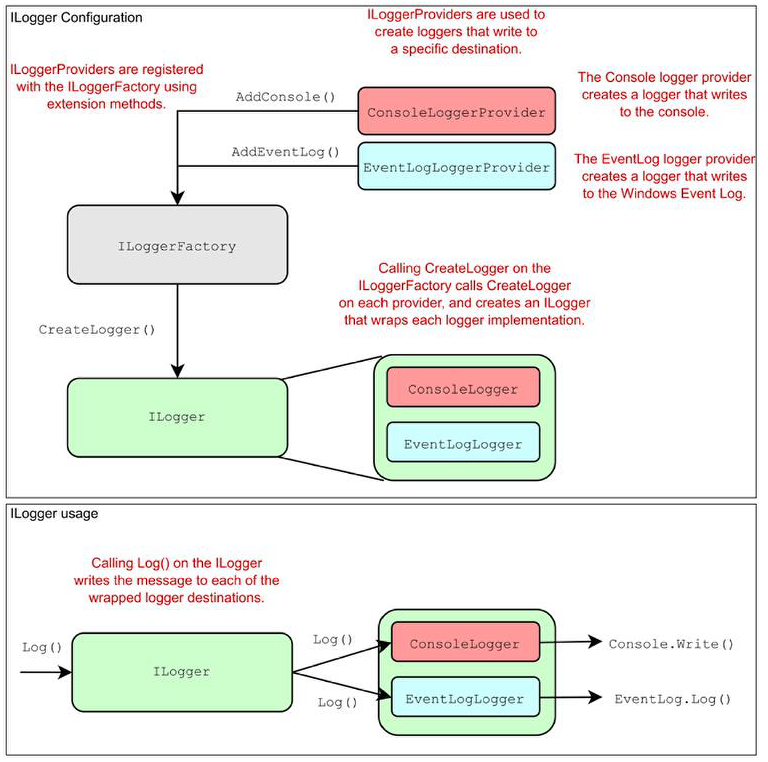 ILogger Configuration
ILoggerProviders are used to
create loggers that write to
a specific destination.
ILoggerProviders are registered
with the ILoggerFactory using
extension methods.
AddConsole()
ConsoleLoggerProvider
The Console logger provider
creates a logger that writes
to the console.
AddEventLog()
EventLogLoggerProvider
The EventLog logger provider
creates a logger that writes
to the Windows Event Log.
ILoggerFactory
Calling CreateLogger on the
ILoggerFactory calls CreateLogger
on each provider, and creates an ILogger
that wraps each logger implementation.
CreateLogger()
ILogger
ConsoleLogger
EventLogLogger
ILogger usage
Calling Log() on the ILogger
writes the message to each of the
wrapped logger destinations.
Log()
ILogger
Log()
Log()
ConsoleLogger
Console.Write()
EventLogLogger
EventLog.Log()